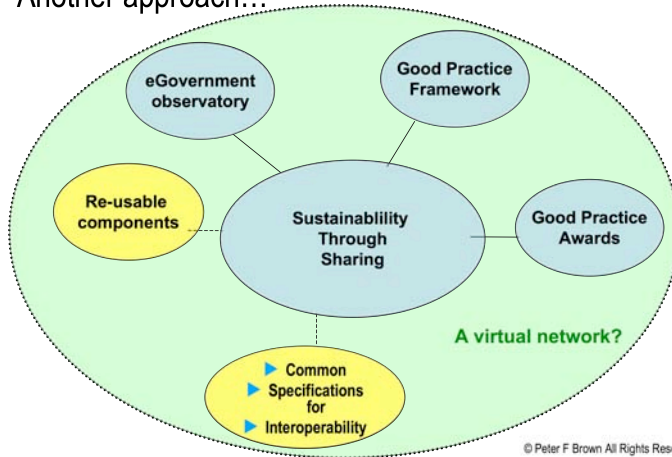 Another approach…
eGovernment
observatory
Good Practice
Framework
Re-usable
components
Sustainablility
Through
Sharing
Good Practice
Awards
A virtual network?
► Common
► Specifications
for
► Interoperability
© Peter F Brown All Rights Res